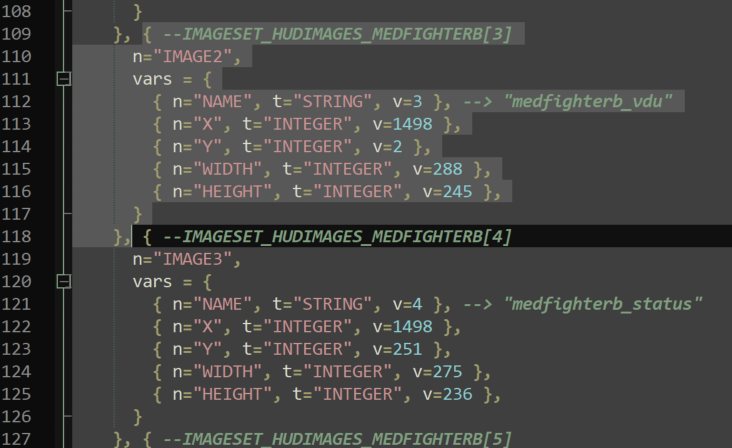 108 }
109 }, { --IMAGESET_HUDIMAGES_MEDFIGHTERB[3]
110 n="IMAGE2",
111 vars = {
112 { n="NAME", t="STRING", v=3 }, --> "medfighterb_vdu"
113 { n="X", t="INTEGER", v=1498 },
114 { n="Y", t="INTEGER", v=2 },
115 { n="WIDTH", t="INTEGER", v=288 },
116 { n="HEIGHT", t="INTEGER", v=245 },
117 }
118 }, { --IMAGESET_HUDIMAGES_MEDFIGHTERB[4]
119 n="IMAGE3",
120 vars = {
121 { n="NAME", t="STRING", v=4 }, --> "medfighterb_status"
122 { n="X", t="INTEGER", v=1498 },
123 { n="Y", t="INTEGER", v=251 },
124 { n="WIDTH", t="INTEGER", v=275 },
125 { n="HEIGHT", t="INTEGER", v=236 },
126 }
127 }, { --IMAGESET_HUDIMAGES_MEDFIGHTERB[5]